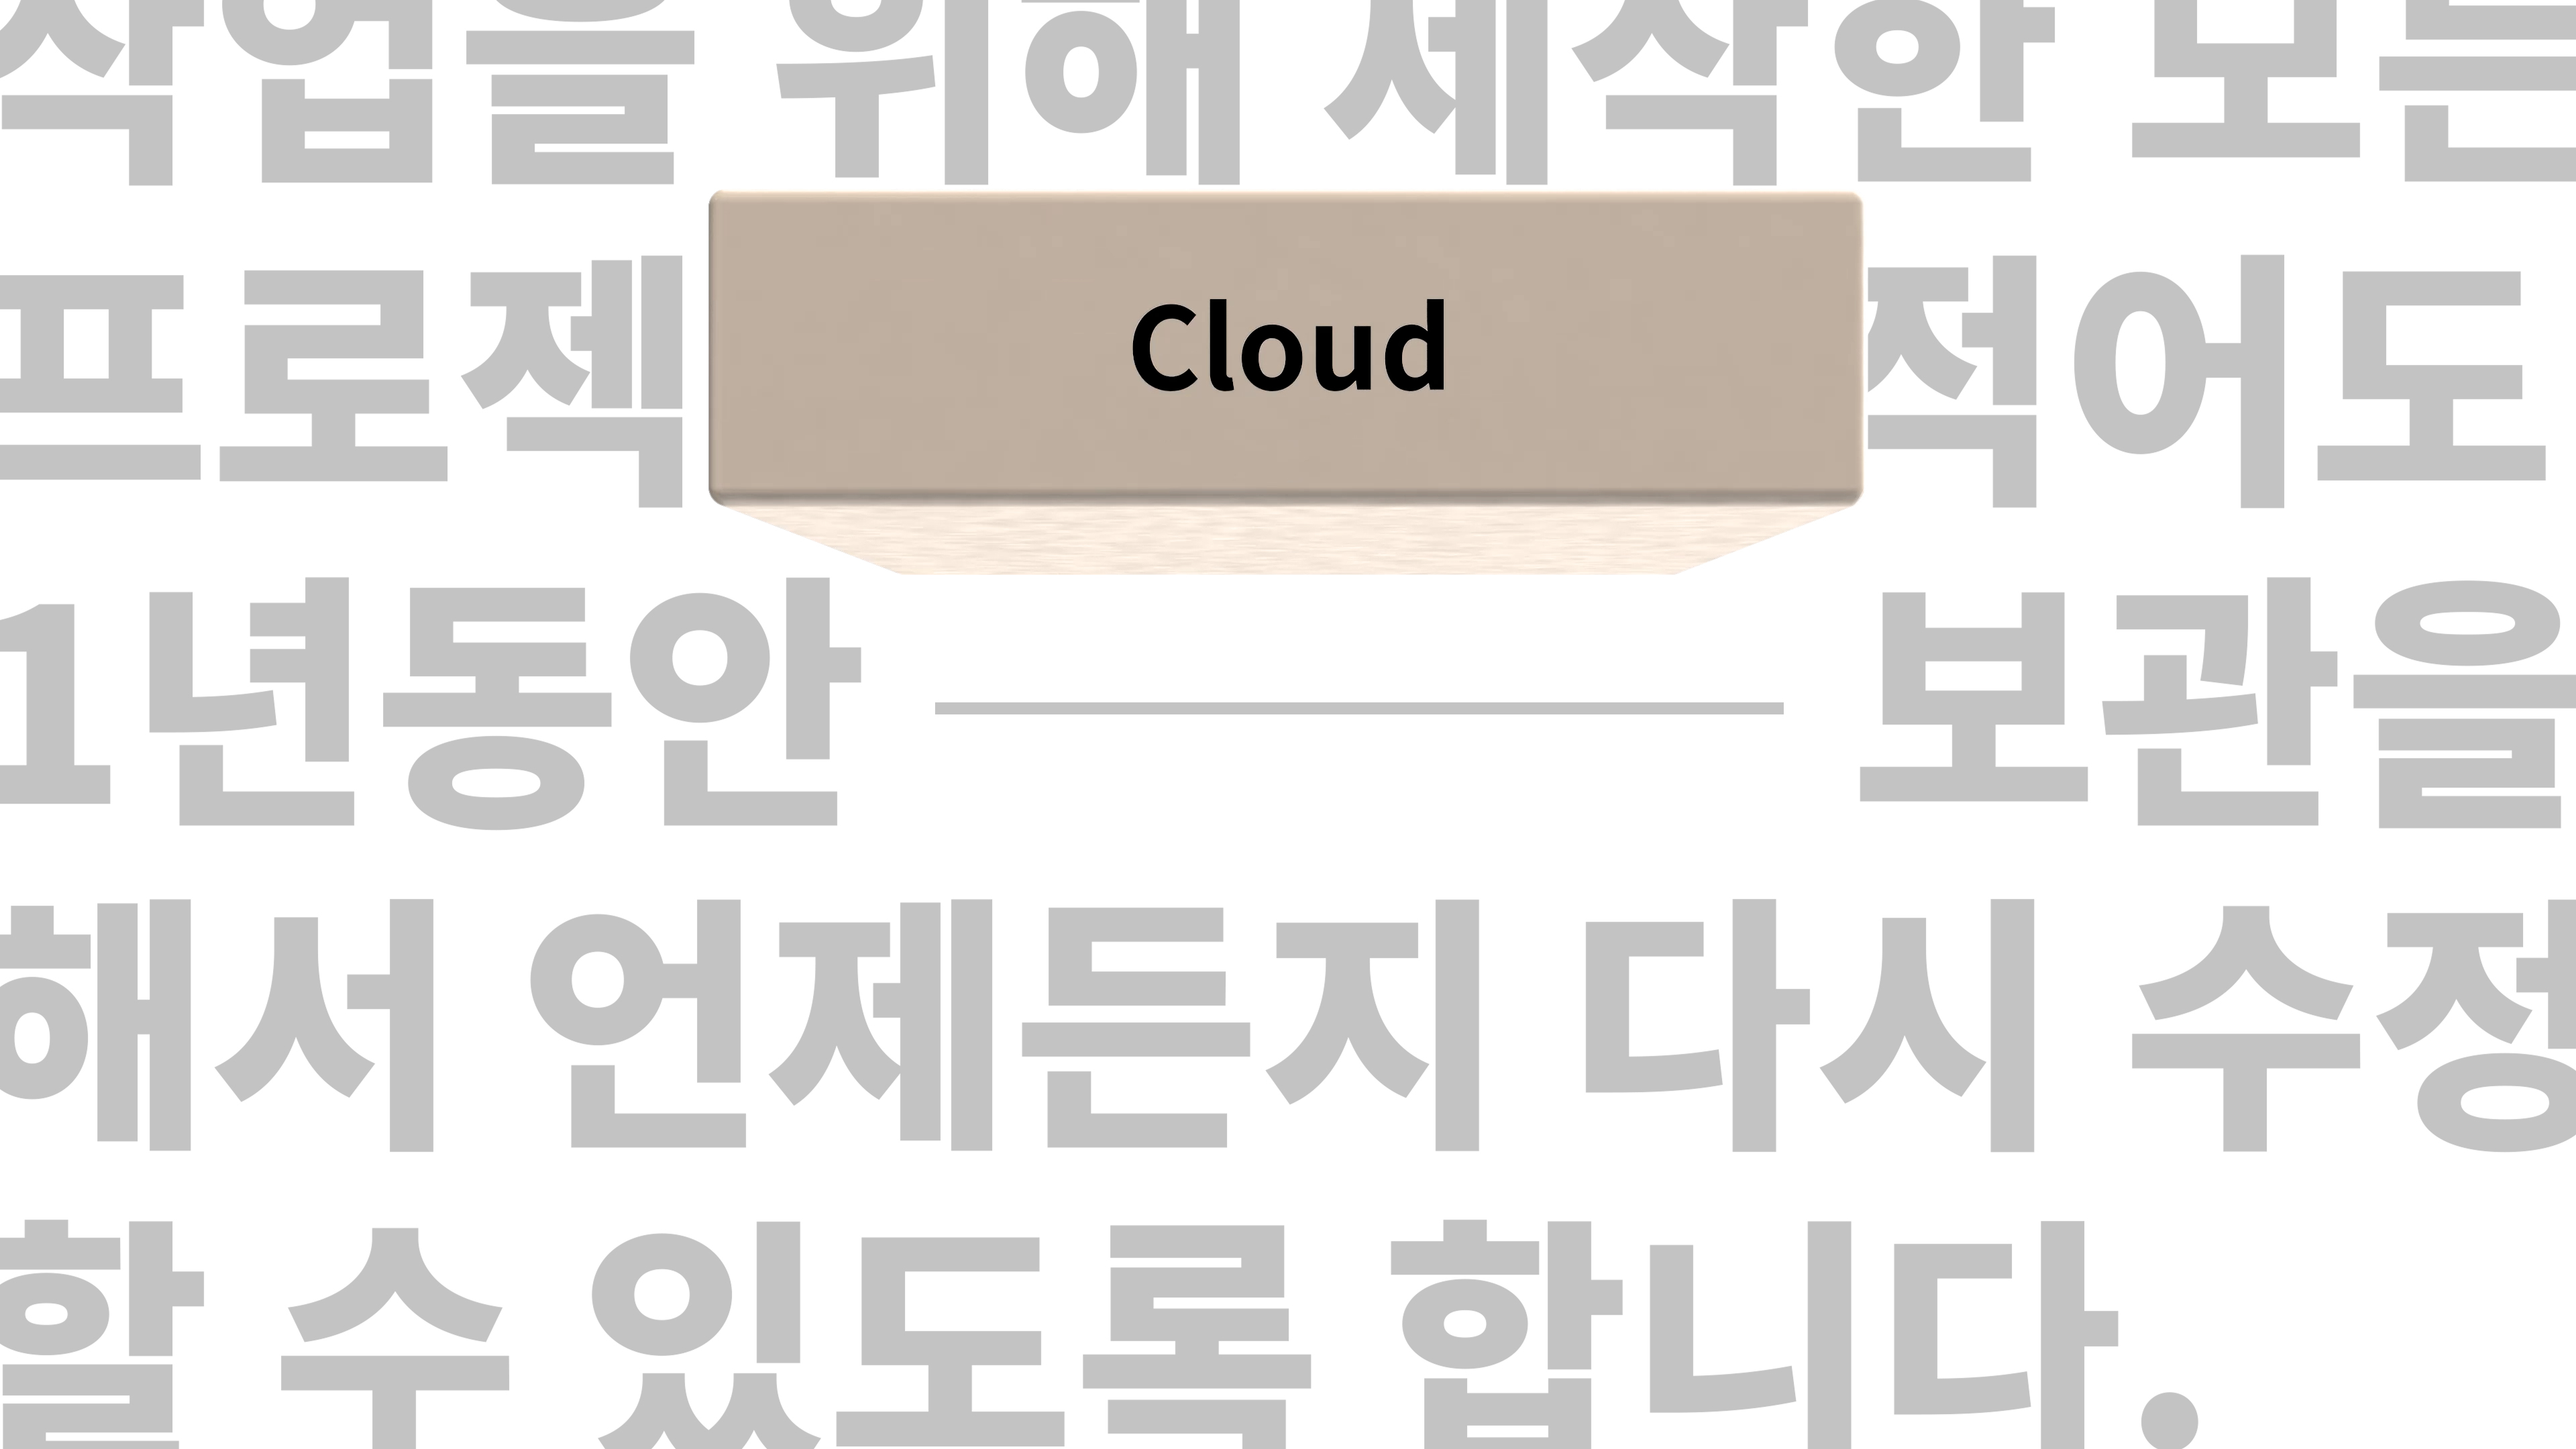 작업을 위해 제작한 모든
프로젝 Cloud 적어도
1년동안 보관을
해서 언제든지 다시 수정
할 수 있도록 합니다.